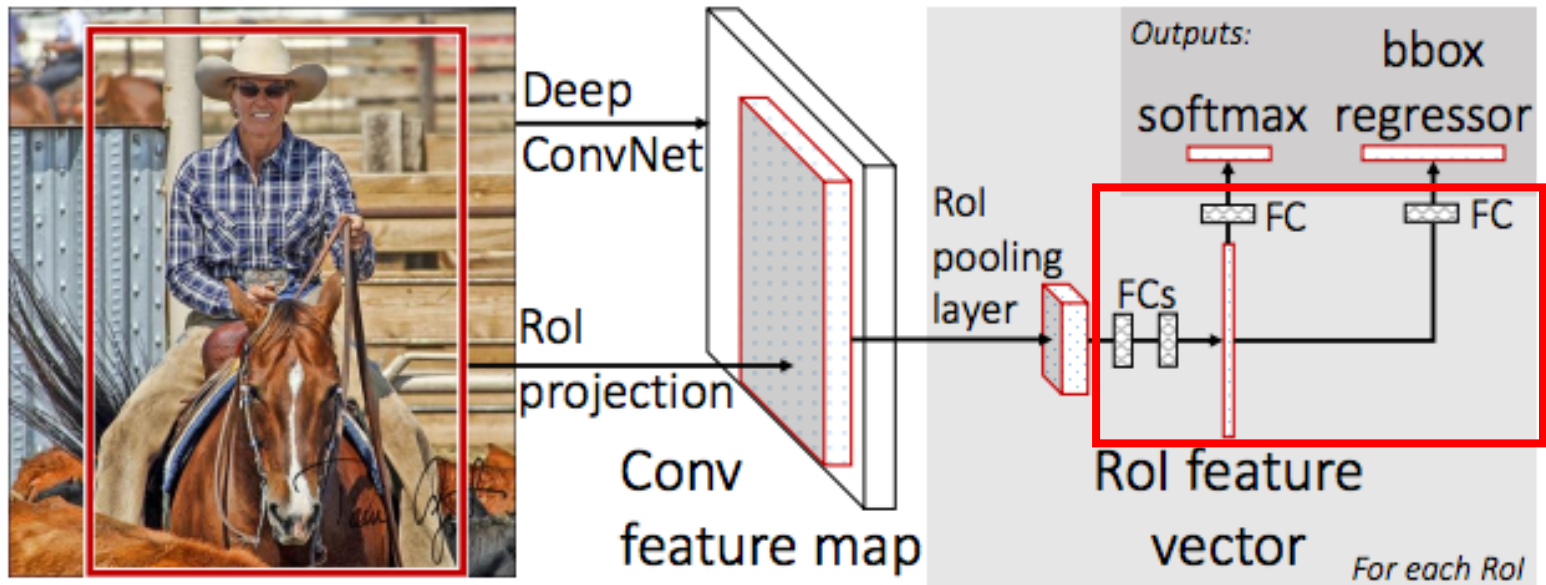 Deep
ConvNet
RoI
projection
Conv
feature map
RoI
pooling
layer
FCs
FC
FC
Outputs:
softmax
bbox
regressor
RoI feature
vector
For each RoI